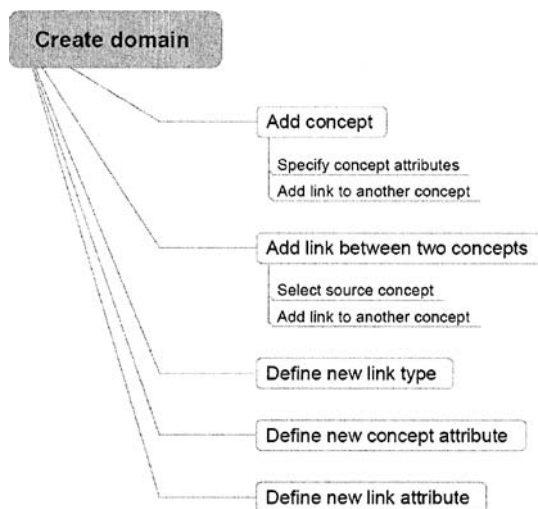 Create domain
Add concept
Specify concept attributes
Add link to another concept
Add link between two concepts
Select source concept
Add link to another concept
Define new link type
Define new concept attribute
Define new link attribute